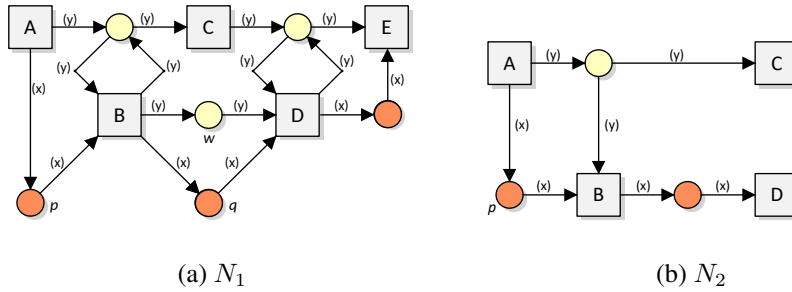 A (y) (y) C (y) (y) E
(y) (y) (y) (y)
(x) (x)
B (y) (y) D (x)
w
(x) (x) (x)
p q
(a) N1
A (y) (y) C
(x) (y)
p (x) B (x) (x) D
(b) N2